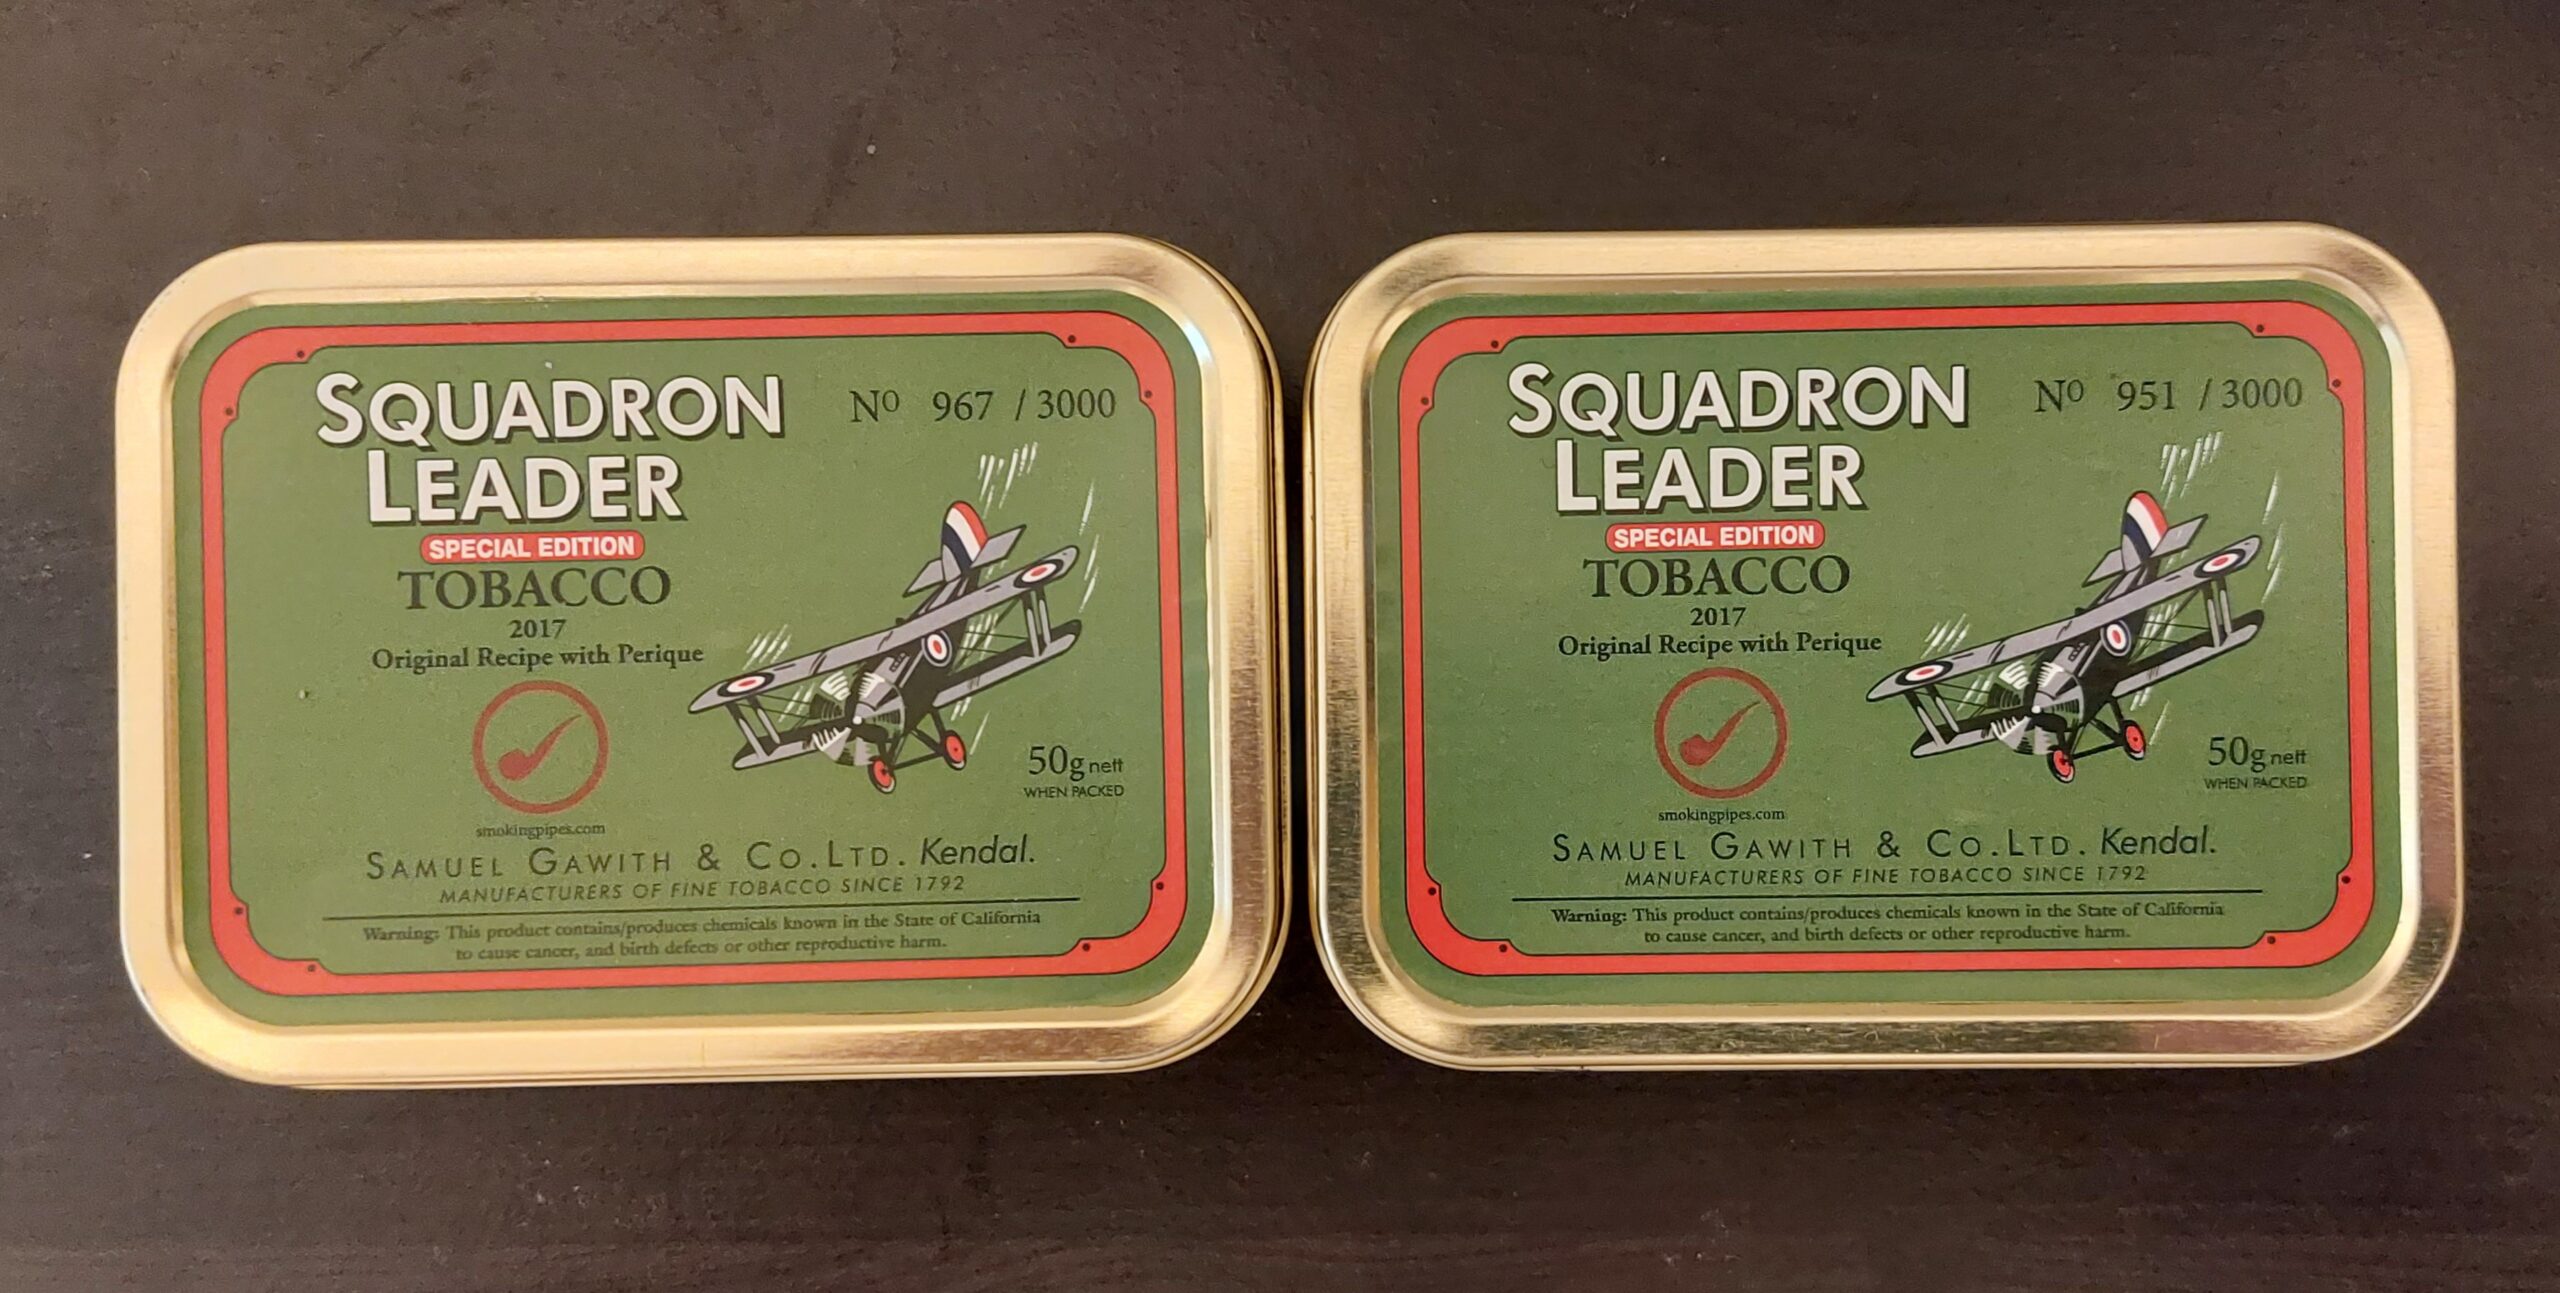 SQUADRON
LEADER
Nº 967 / 3000
SPECIAL EDITION
TOBACCO
2017
Original Recipe with Perique
smokingpipes.com
50g nett
WHEN PACKED
SAMUEL GAWITH & CO. LTD. Kendal.
MANUFACTURERS OF FINE TOBACCO SINCE 1792
Warning: This product contains/produces chemicals known in the State of California
to cause cancer, and birth defects or other reproductive harm.
SQUADRON
LEADER
Nº 951 / 3000
SPECIAL EDITION
TOBACCO
2017
Original Recipe with Perique
smokingpipes.com
50g nett
WHEN PACKED
SAMUEL GAWITH & CO. LTD. Kendal.
MANUFACTURERS OF FINE TOBACCO SINCE 1792
Warning: This product contains/produces chemicals known in the State of California
to cause cancer, and birth defects or other reproductive harm.